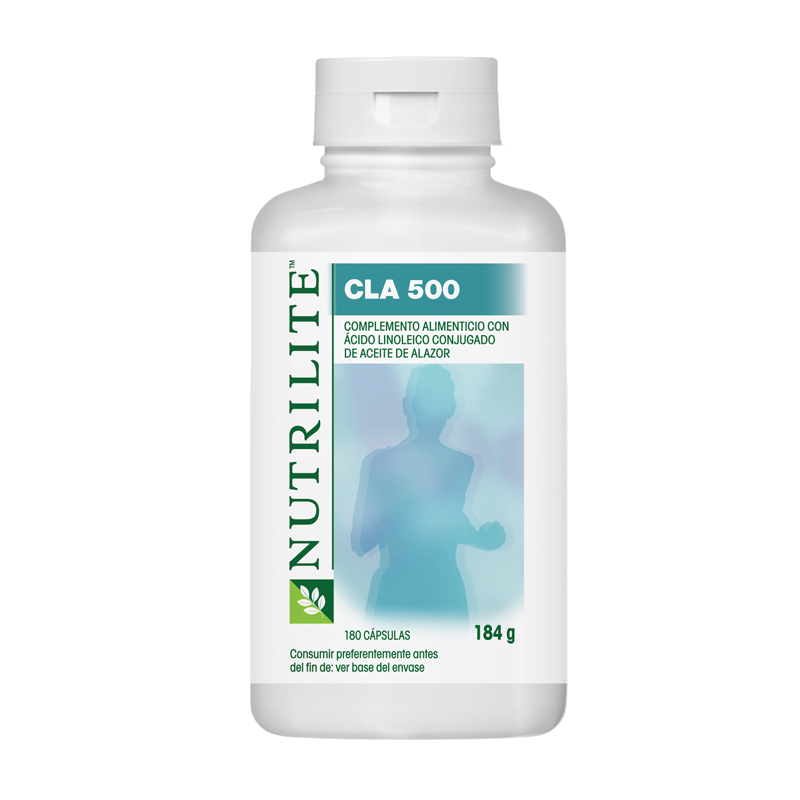 NUTRILITE™
CLA 500
COMPLEMENTO ALIMENTICIO CON
ÁCIDO LINOLEICO CONJUGADO
DE ACEITE DE ALAZOR
180 CÁPSULAS
184 g
Consumir preferentemente antes
del fin de: ver base del envase